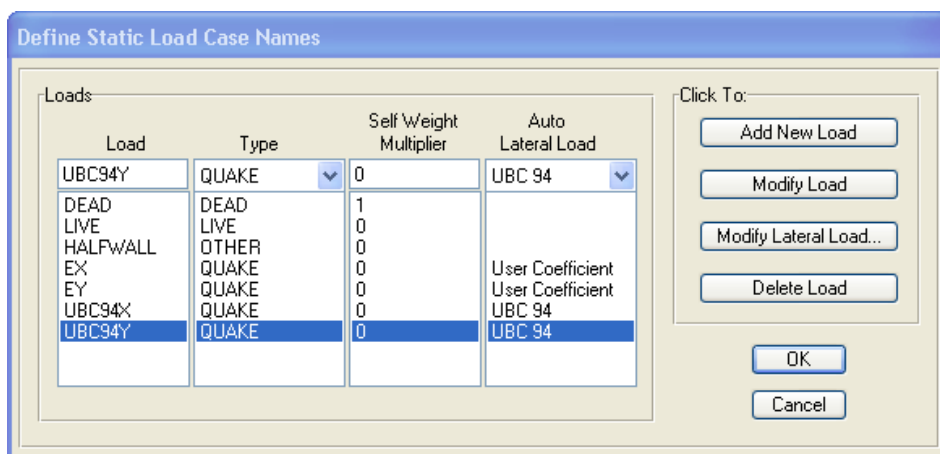 Define Static Load Case Names
Loads
Click To:
Load Type Self Weight Multiplier Auto Lateral Load
UBC94Y QUAKE 0 UBC 94
DEAD DEAD 1
LIVE LIVE 0
HALFWALL OTHER 0
EX QUAKE 0 User Coefficient
EY QUAKE 0 User Coefficient
UBC94X QUAKE 0 UBC 94
UBC94Y QUAKE 0 UBC 94
Add New Load
Modify Load
Modify Lateral Load...
Delete Load
OK
Cancel